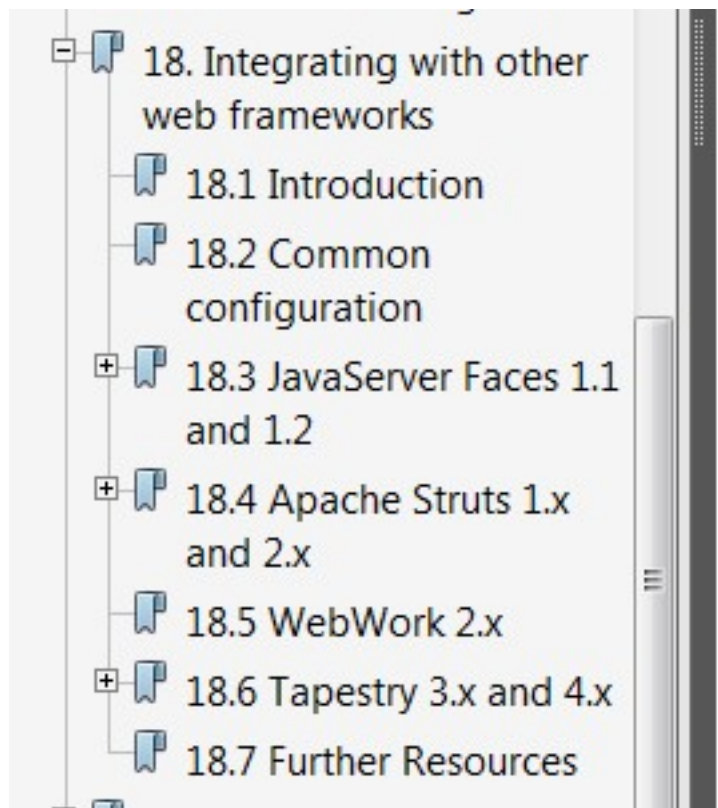 18. Integrating with other
web frameworks
18.1 Introduction
18.2 Common
configuration
18.3 JavaServer Faces 1.1
and 1.2
18.4 Apache Struts 1.x
and 2.x
18.5 WebWork 2.x
18.6 Tapestry 3.x and 4.x
18.7 Further Resources